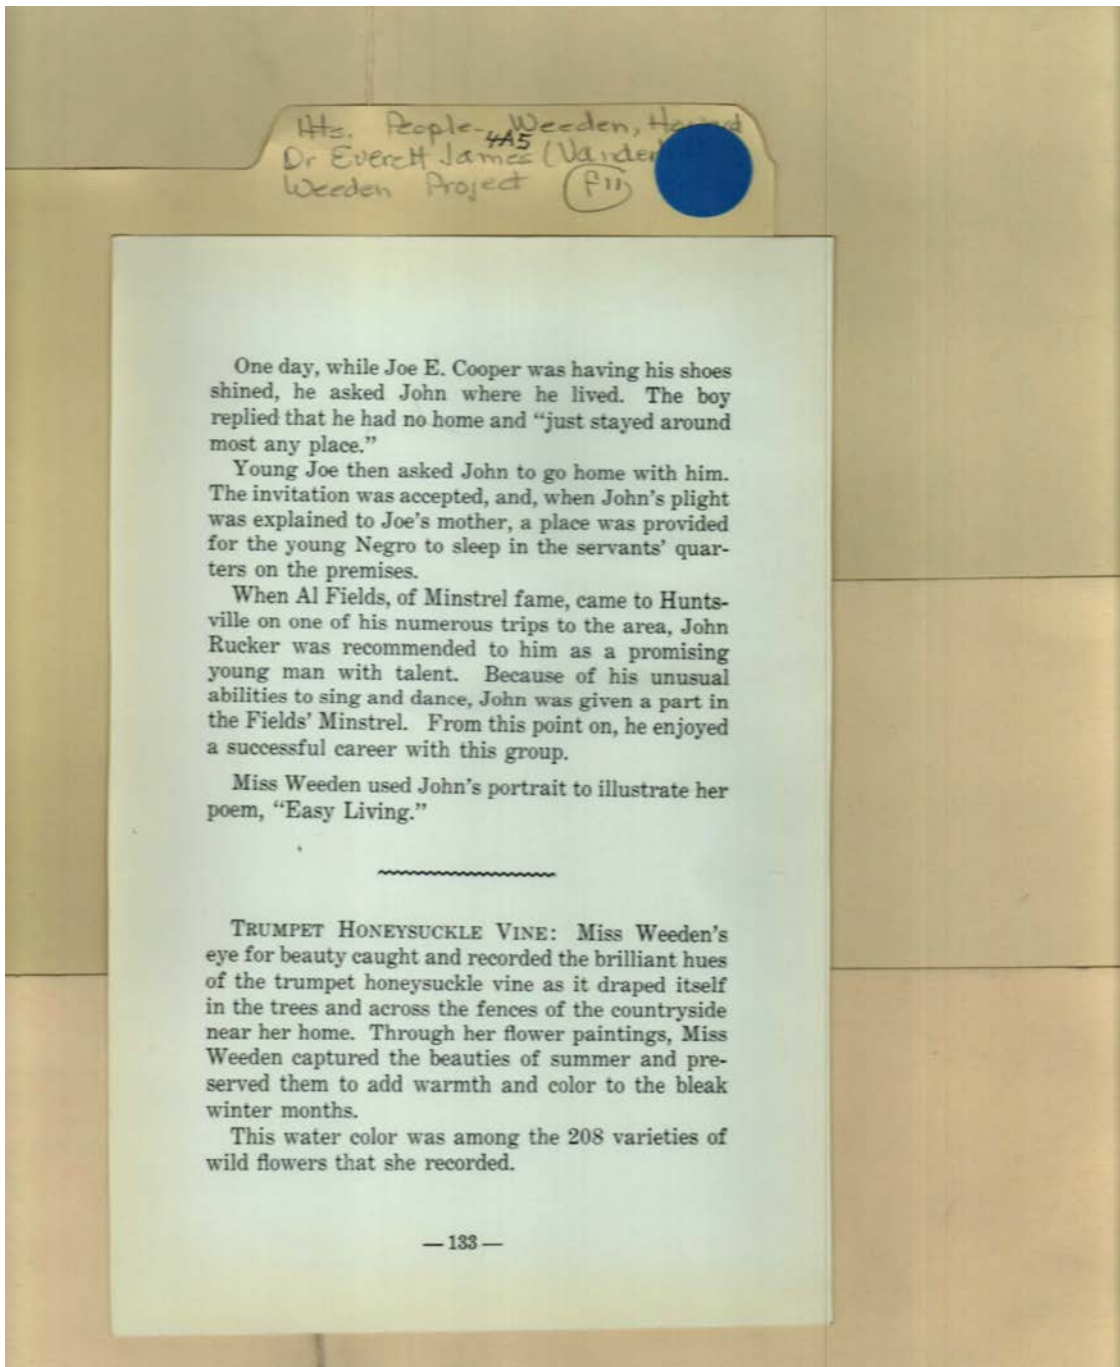 Hts. People- Weeden,
4A5
Dr Everett James (Vander
Weeden Project (F11)
One day, while Joe E. Cooper was having his shoes
shined, he asked John where he lived. The boy
replied that he had no home and “just stayed around
most any place.”
Young Joe then asked John to go home with him.
The invitation was accepted, and, when John’s plight
was explained to Joe’s mother, a place was provided
for the young Negro to sleep in the servants’ quar-
ters on the premises.
When Al Fields, of Minstrel fame, came to Hunts-
ville on one of his numerous trips to the area, John
Rucker was recommended to him as a promising
young man with talent. Because of his unusual
abilities to sing and dance, John was given a part in
the Fields’ Minstrel. From this point on, he enjoyed
a successful career with this group.
Miss Weeden used John’s portrait to illustrate her
poem, “Easy Living.”
TRUMPET HONEYSUCKLE VINE: Miss Weeden’s
eye for beauty caught and recorded the brilliant hues
of the trumpet honeysuckle vine as it draped itself
in the trees and across the fences of the countryside
near her home. Through her flower paintings, Miss
Weeden captured the beauties of summer and pre-
served them to add warmth and color to the bleak
winter months.
This water color was among the 208 varieties of
wild flowers that she recorded.
— 133 —